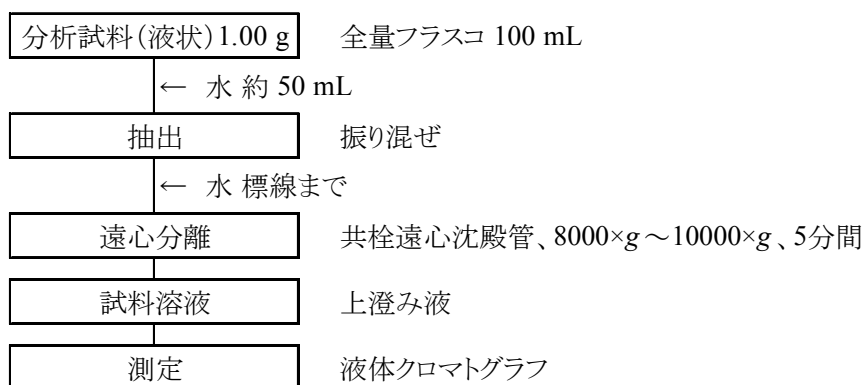 分析試料(液状)1.00 g 全量フラスコ 100 mL
← 水 約 50 mL
抽出 振り混ぜ
← 水 標線まで
遠心分離 共栓遠心沈殿管、8000×g～10000×g、5分間
試料溶液 上澄み液
測定 液体クロマトグラフ